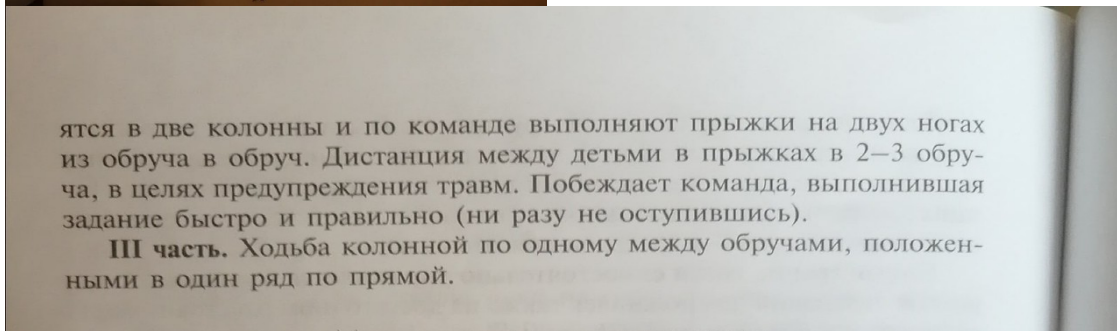 ятся в две колонны и по команде выполняют прыжки на двух ногах
из обруча в обруч. Дистанция между детьми в прыжках в 2—3 обру-
ча, в целях предупреждения травм. Побеждает команда, выполнившая
задание быстро и правильно (ни разу не оступившись).
III часть. Ходьба колонной по одному между обручами, положен-
ными в один ряд по прямой.